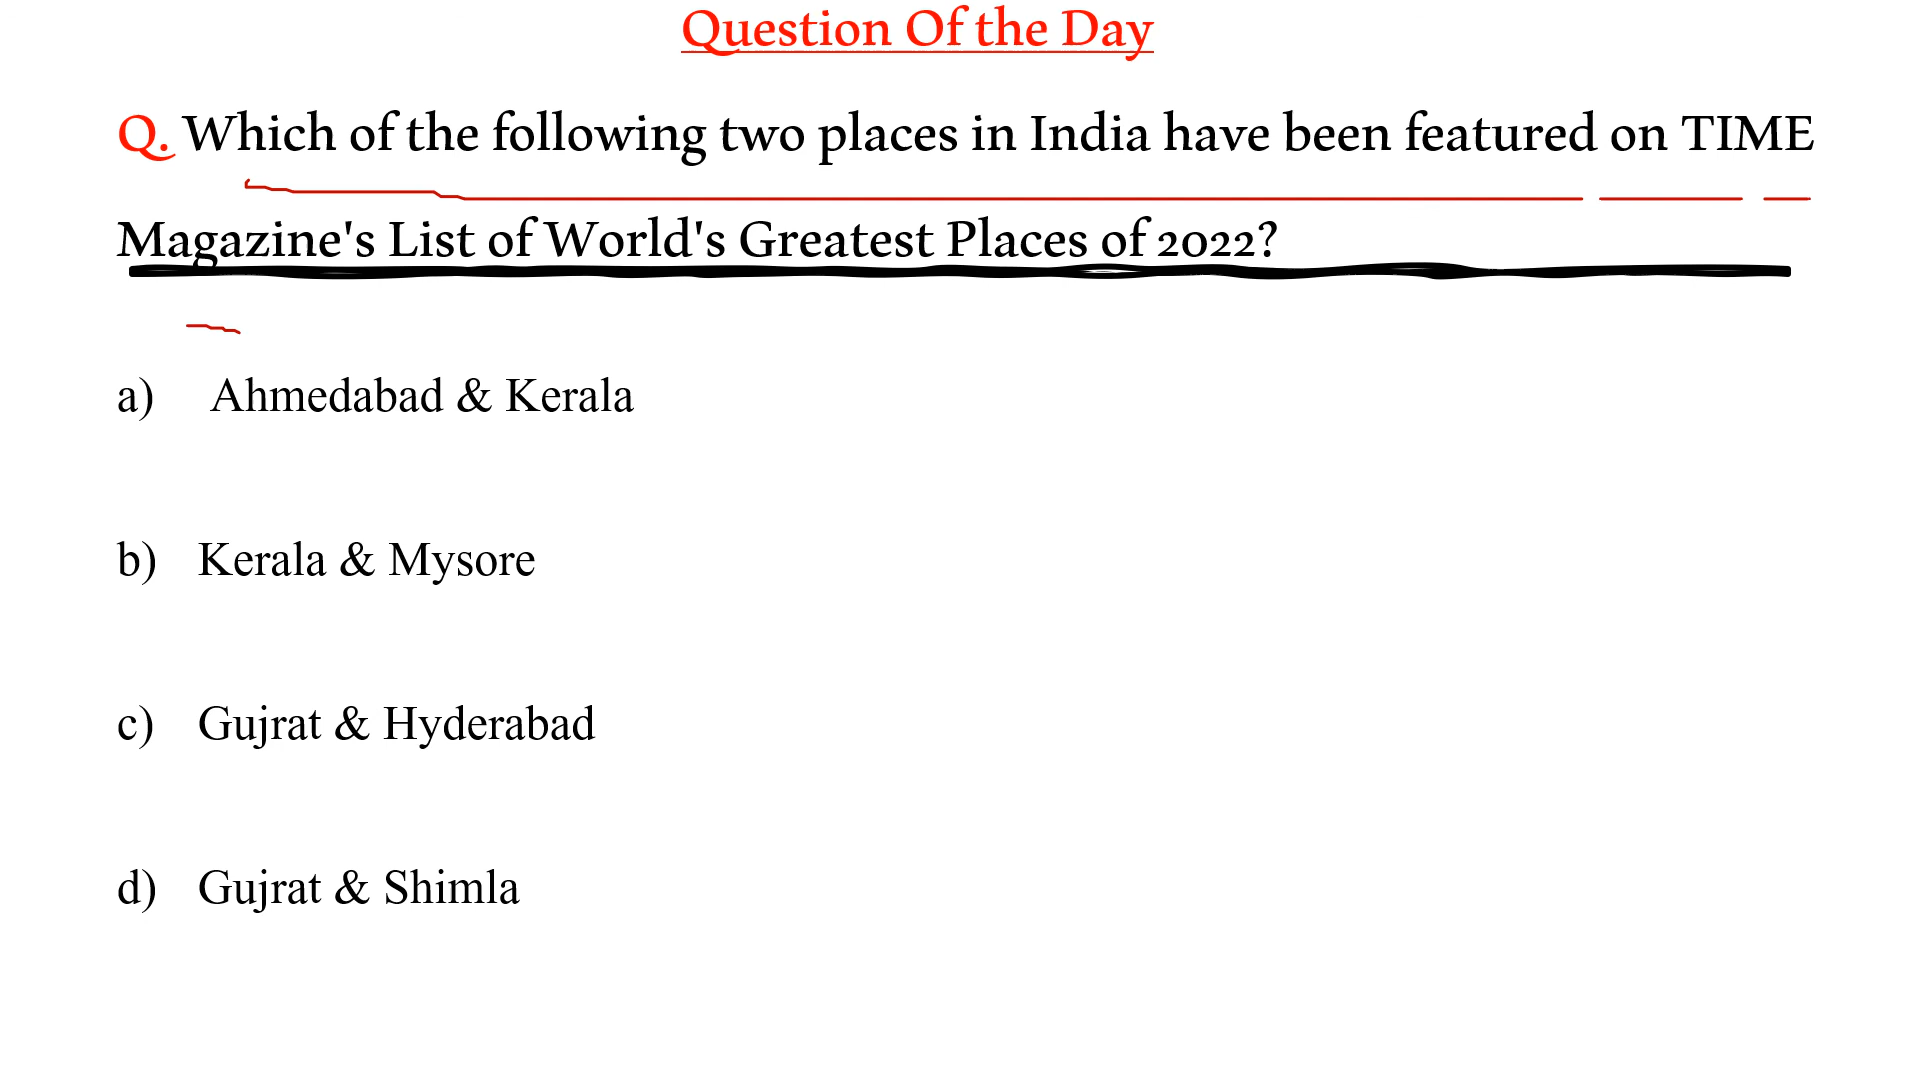 Question Of the Day
Q. Which of the following two places in India have been featured on TIME
Magazine's List of World's Greatest Places of 2022?
a) Ahmedabad & Kerala
b) Kerala & Mysore
c) Gujrat & Hyderabad
d) Gujrat & Shimla